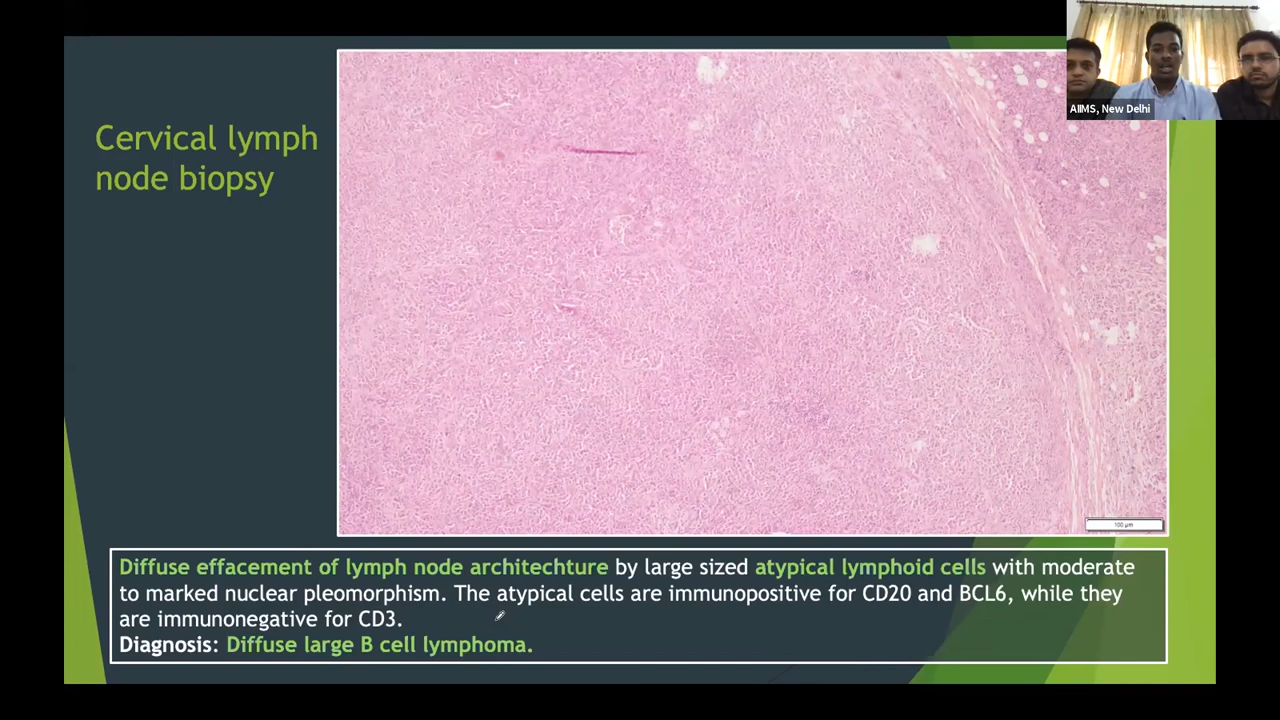 AIIMS, New Delhi
Cervical lymph
node biopsy
100 µm
Diffuse effacement of lymph node architechture by large sized atypical lymphoid cells with moderate
to marked nuclear pleomorphism. The atypical cells are immunopositive for CD20 and BCL6, while they
are immunonegative for CD3.
Diagnosis: Diffuse large B cell lymphoma.